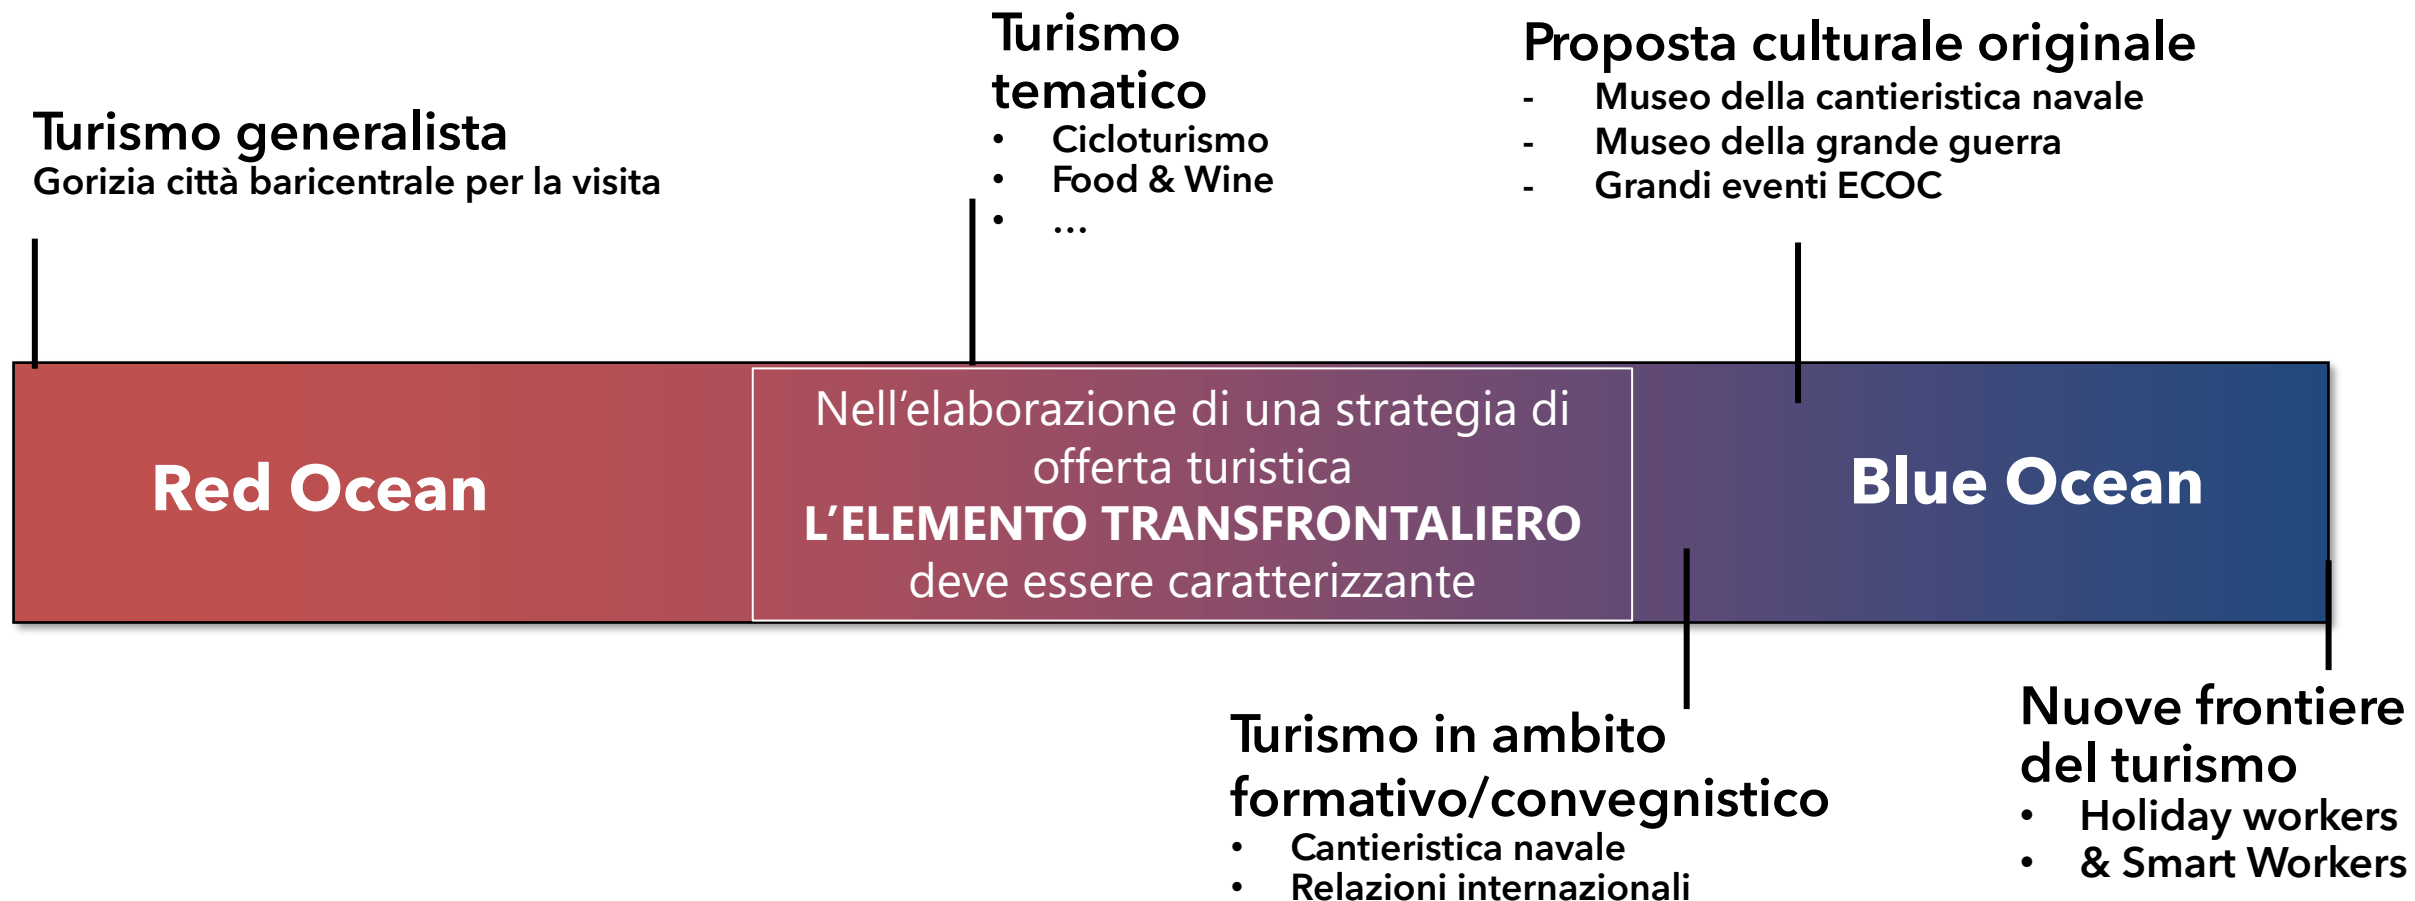 Turismo generalista
Gorizia città baricentrale per la visita
Turismo
tematico
• Cicloturismo
• Food & Wine
• ...
Proposta culturale originale
- Museo della cantieristica navale
- Museo della grande guerra
- Grandi eventi ECOC
Red Ocean
Nell'elaborazione di una strategia di
offerta turistica
L'ELEMENTO TRANSFRONTALIERO
deve essere caratterizzante
Blue Ocean
Turismo in ambito
formativo/convegnistico
• Cantieristica navale
• Relazioni internazionali
Nuove frontiere
del turismo
• Holiday workers
• & Smart Workers